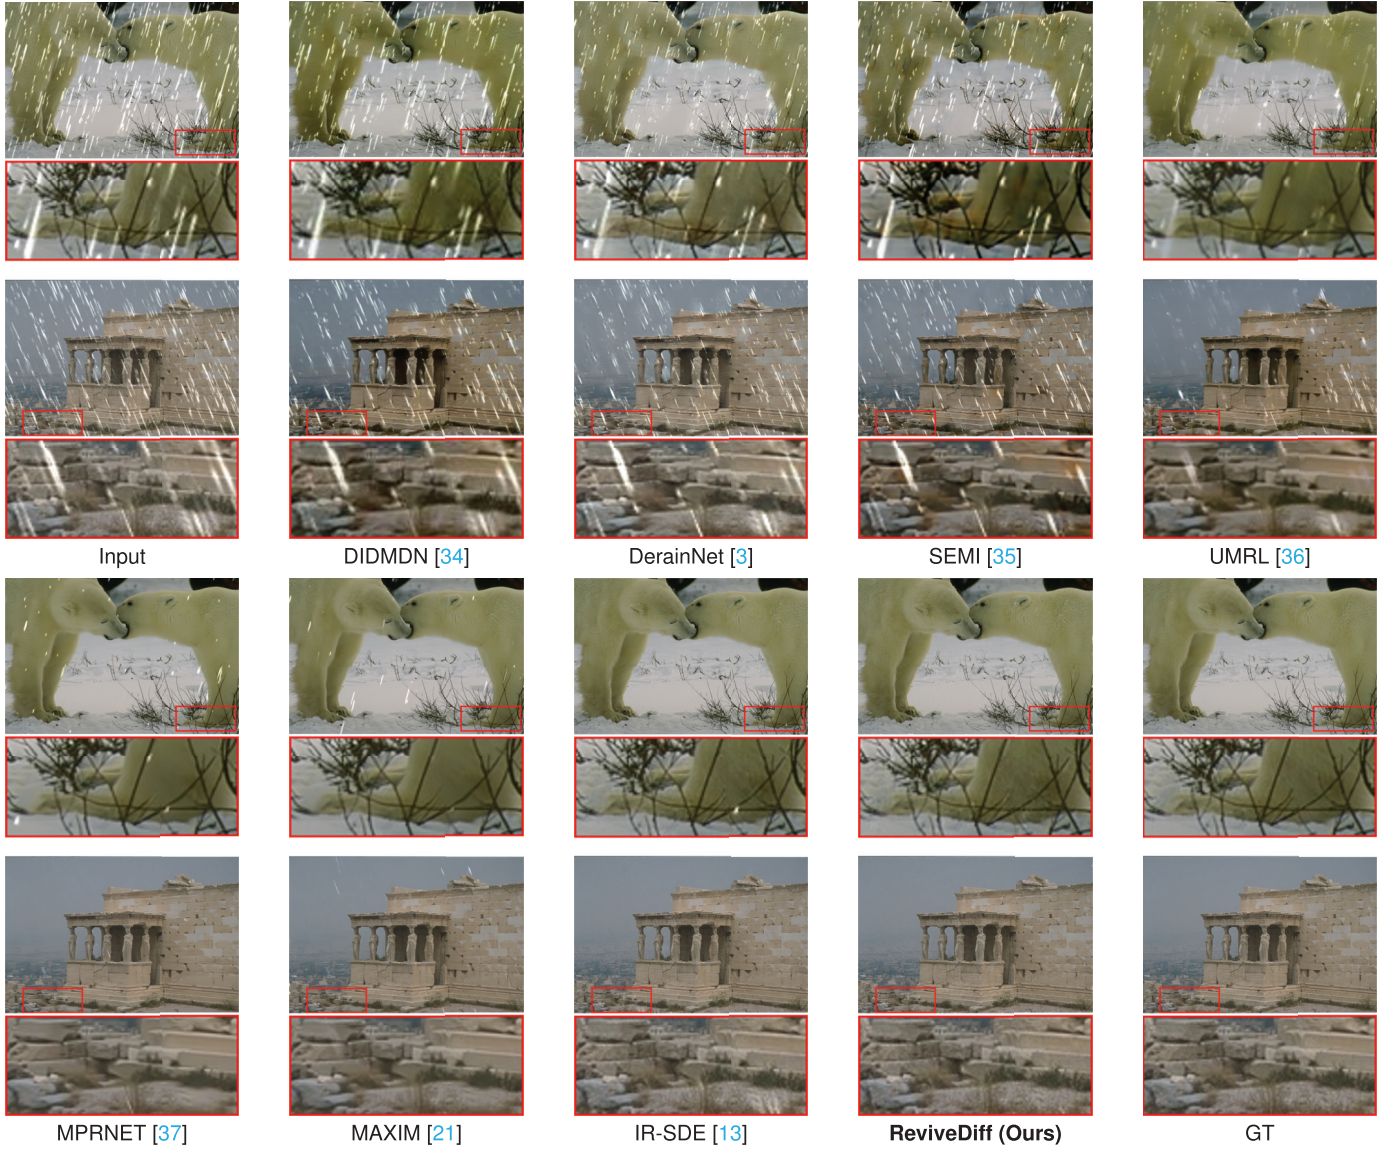 Input
DIDMDN [34]
DerainNet [3]
SEMI [35]
UMRL [36]
MPRNET [37]
MAXIM [21]
IR-SDE [13]
ReviveDiff (Ours)
GT